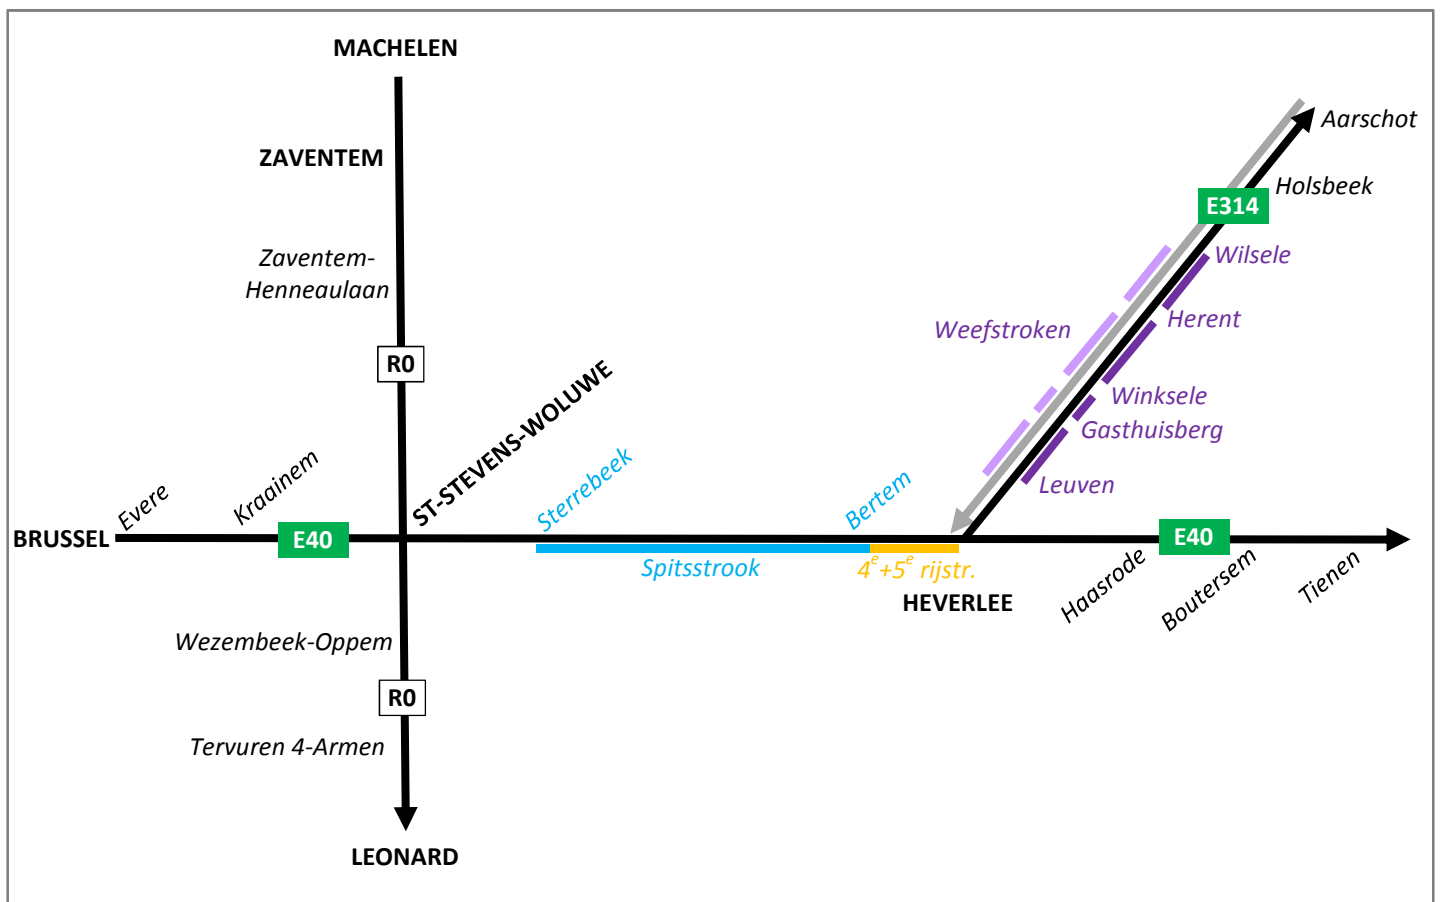 MACHELEN
ZAVENTEM
Zaventem-
Henneaulaan
R0
ST-STEVENS-WOLUWE
Evere
Kraainem
BRUSSEL
E40
Sterrebeek
Bertem
Spitsstrook
4e+5e rijstr.
HEVERLEE
Weefstroken
Aarschot
Holsbeek
E314
Wilsele
Herent
Winksele
Gasthuisberg
Leuven
E40
Haasrode
Boutersem
Tienen
Wezembeek-Oppem
R0
Tervuren 4-Armen
LEONARD